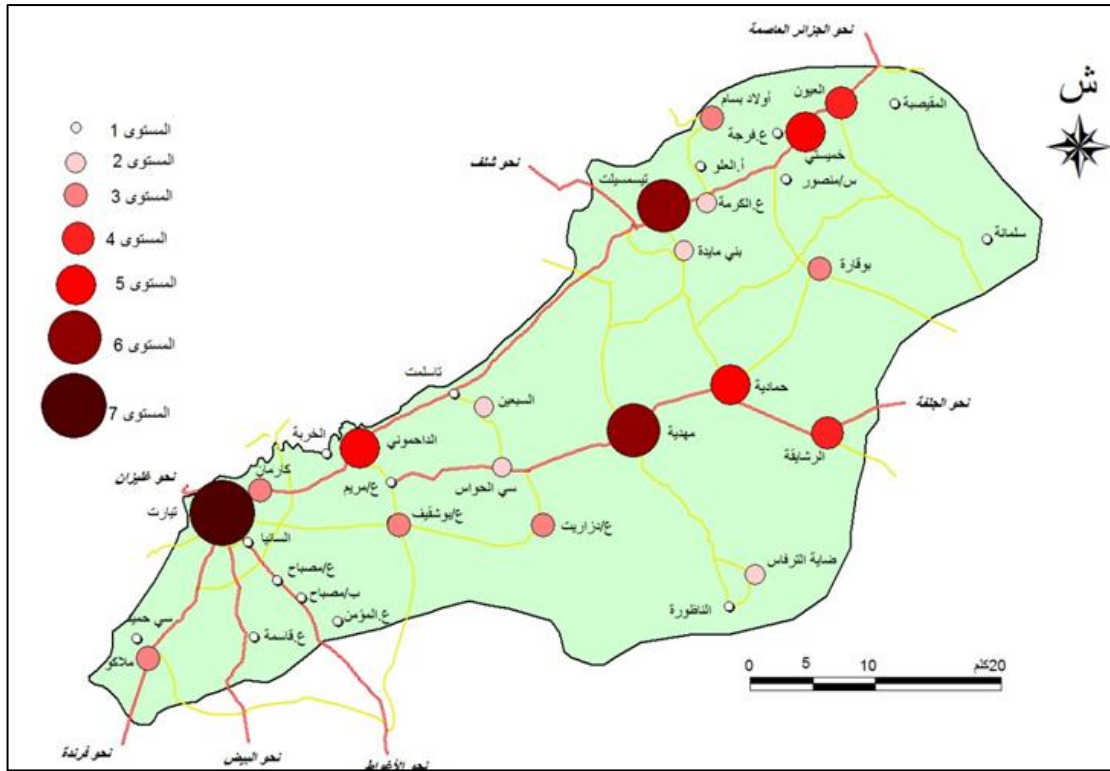 نحو الجزائر العاصمة
ش
العيون
المقيصبة
أولاد بسام
ع.فرجة
خميستي
أ.العلو
س/منصور
نحو شلف
تيسمسيلت
ع.الكرمة
سلمانة
بني مايدة
بوقارة
المستوى 1
المستوى 2
المستوى 3
المستوى 4
المستوى 5
المستوى 6
المستوى 7
تاسلمت
السبعين
حمادية
نحو الجلفة
مهدية
الرشايقة
الخربة
الداحموني
نحو غليزان
كارمان
ع/مريم
سي الحواس
تيارت
ع/بوشقيف
ع/دزاريت
السانيا
ضاية الترفاس
ع/مصباح
ب/مصباح
الناظورة
ع.المؤمن
سي حميد
ع.قاسمة
ملاكو
0 5 10 20كلم
نحو فرندة
نحو البيض
نحو الأغواط